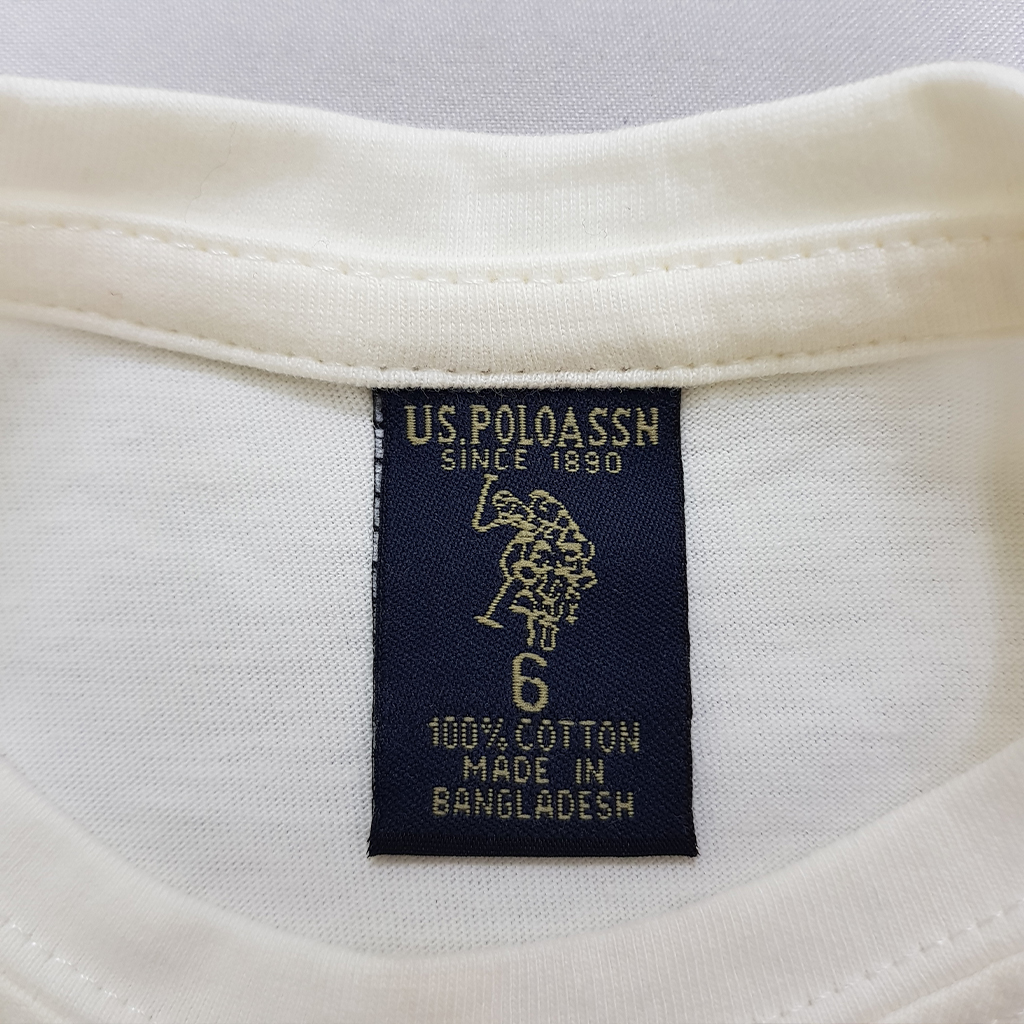 US.POLOASSN
SINCE 1890
6
100% COTTON
MADE IN
BANGLADESH